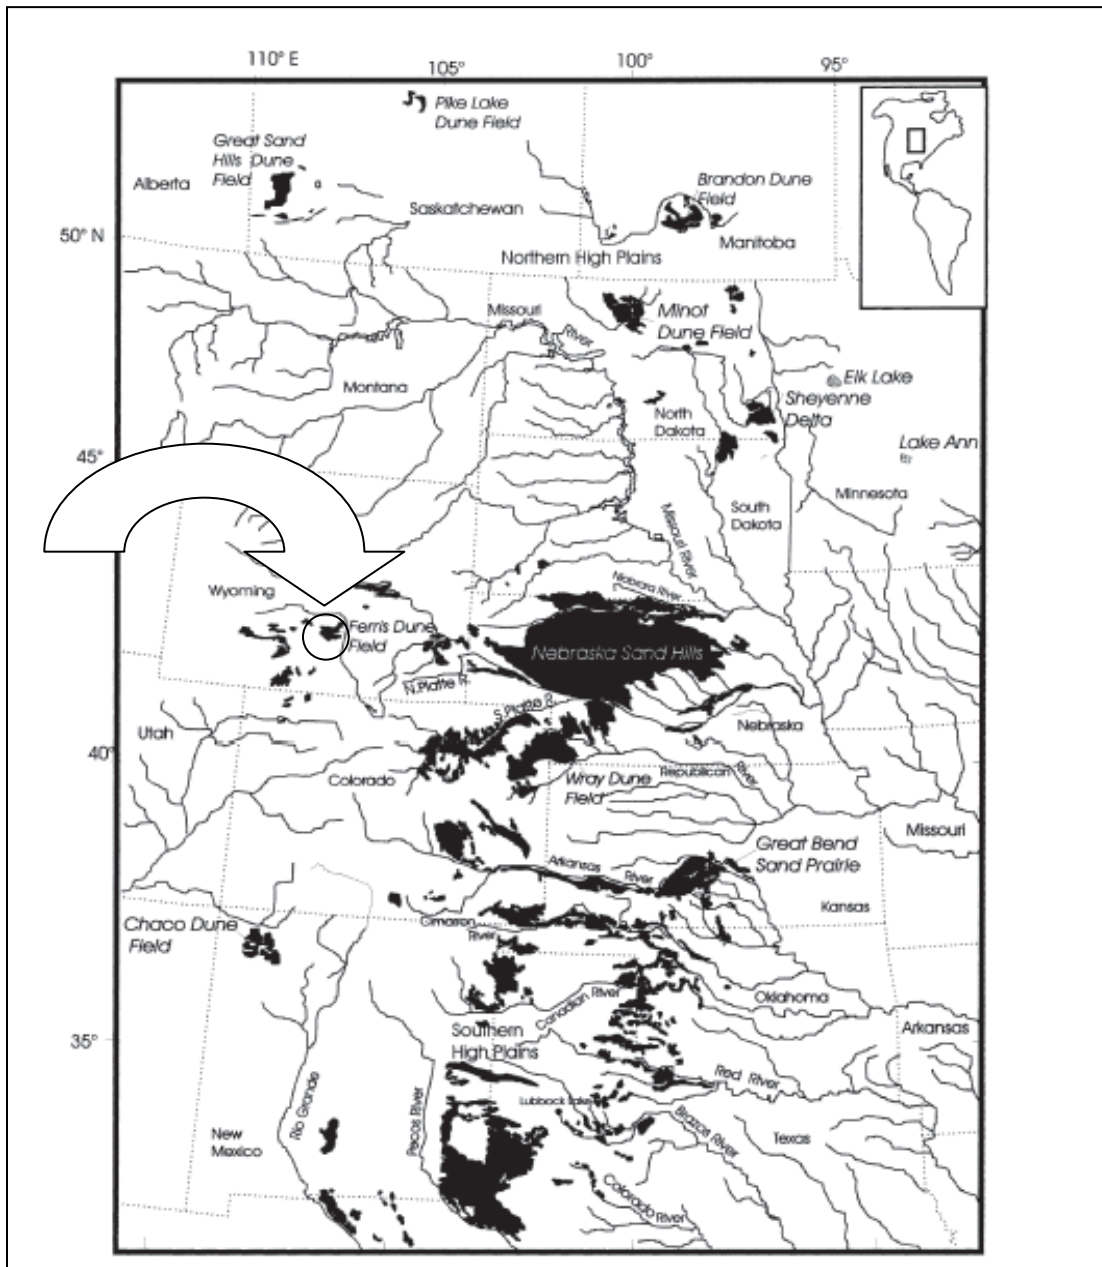 110° E
105°
100°
95°
Pike Lake
Dune Field
Great Sand
Hills Dune
Field
Alberta
Saskatchewan
Brandon Dune
Field
Manitoba
50° N
Northern High Plains
Missouri
River
Minot
Dune Field
Montana
Elk Lake
North
Dakota
Sheyenne
Delta
Lake Ann
45°
Minnesota
South
Dakota
Missouri River
Wyoming
Niobrara River
Ferris Dune
Field
Nebraska Sand Hills
N. Platte R.
S. Platte R.
Nebraska
Utah
40°
Colorado
Wray Dune
Field
Republican
River
Missouri
Great Bend
Sand Prairie
Arkansas
River
Kansas
Chaco Dune
Field
Cimarron
River
Canadian River
Oklahoma
Arkansas
35°
Southern
High Plains
Red River
Rio Grande
Pecos River
Lubbock Lake
Brazos River
New
Mexico
Texas
Colorado
River